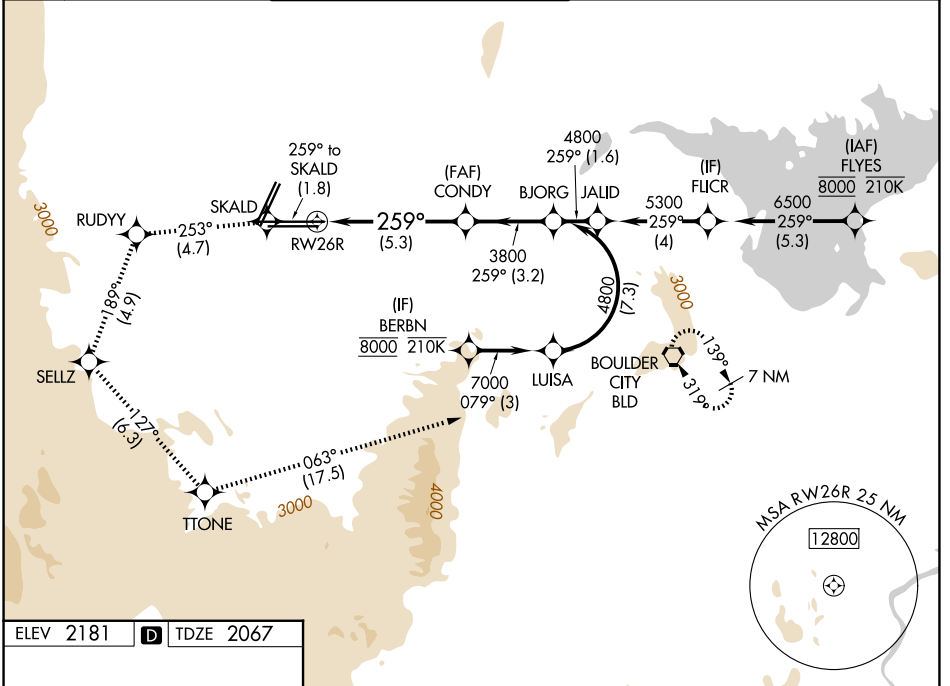 4800
259° (1.6)
(IAF)
FLYES
8000 210K
259° to
SKALD
(1.8)
(FAF)
CONDY
(IF)
FLICR
BJORG
JALID
5300
259°
(4)
6500
259°
(5.3)
3000
RUDYY
SKALD
253°
(4.7)
RW26R
259°
(5.3)
3800
259° (3.2)
189°
(4.9)
(IF)
BERBN
8000 210K
4800
(7.3)
3000
SELLZ
7000
079° (3)
LUISA
BOULDER
CITY
BLD
139°
319°
7 NM
127°
(6.3)
063°
(17.5)
TTONE
3000
4000
MSA RW26R 25 NM
12800
ELEV 2181 D TDZE 2067